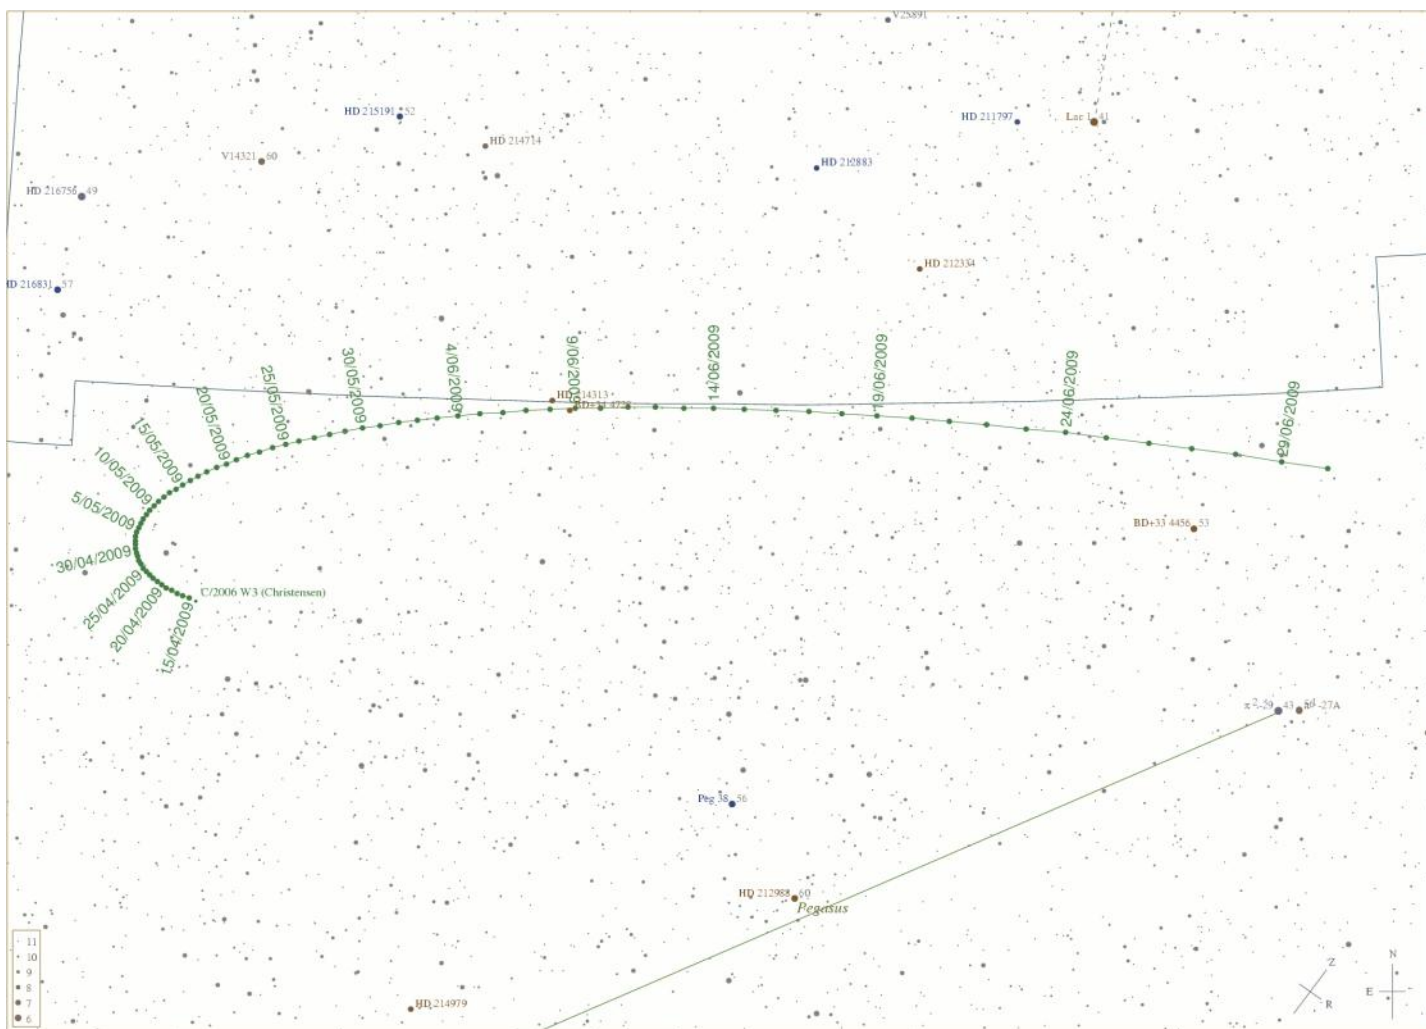 V25891
HD 215191 52
HD 211797
Lac 1 41
HD 214714
V14321 60
HD 212883
HD 216756 49
HD 212334
HD 216831 57
30/05/2009
4/06/2009
9/06/2009
14/06/2009
19/06/2009
24/06/2009
29/06/2009
25/05/2009
20/05/2009
15/05/2009
10/05/2009
5/05/2009
30/04/2009
25/04/2009
20/04/2009
15/04/2009
HD 214313
C/2006 W3 (Christensen)
BD+33 4456 53
43
-27A
Peg 38 56
HD 212988 60
Pegasus
HD 214979
11
10
9
8
7
6
Z
R
N
E